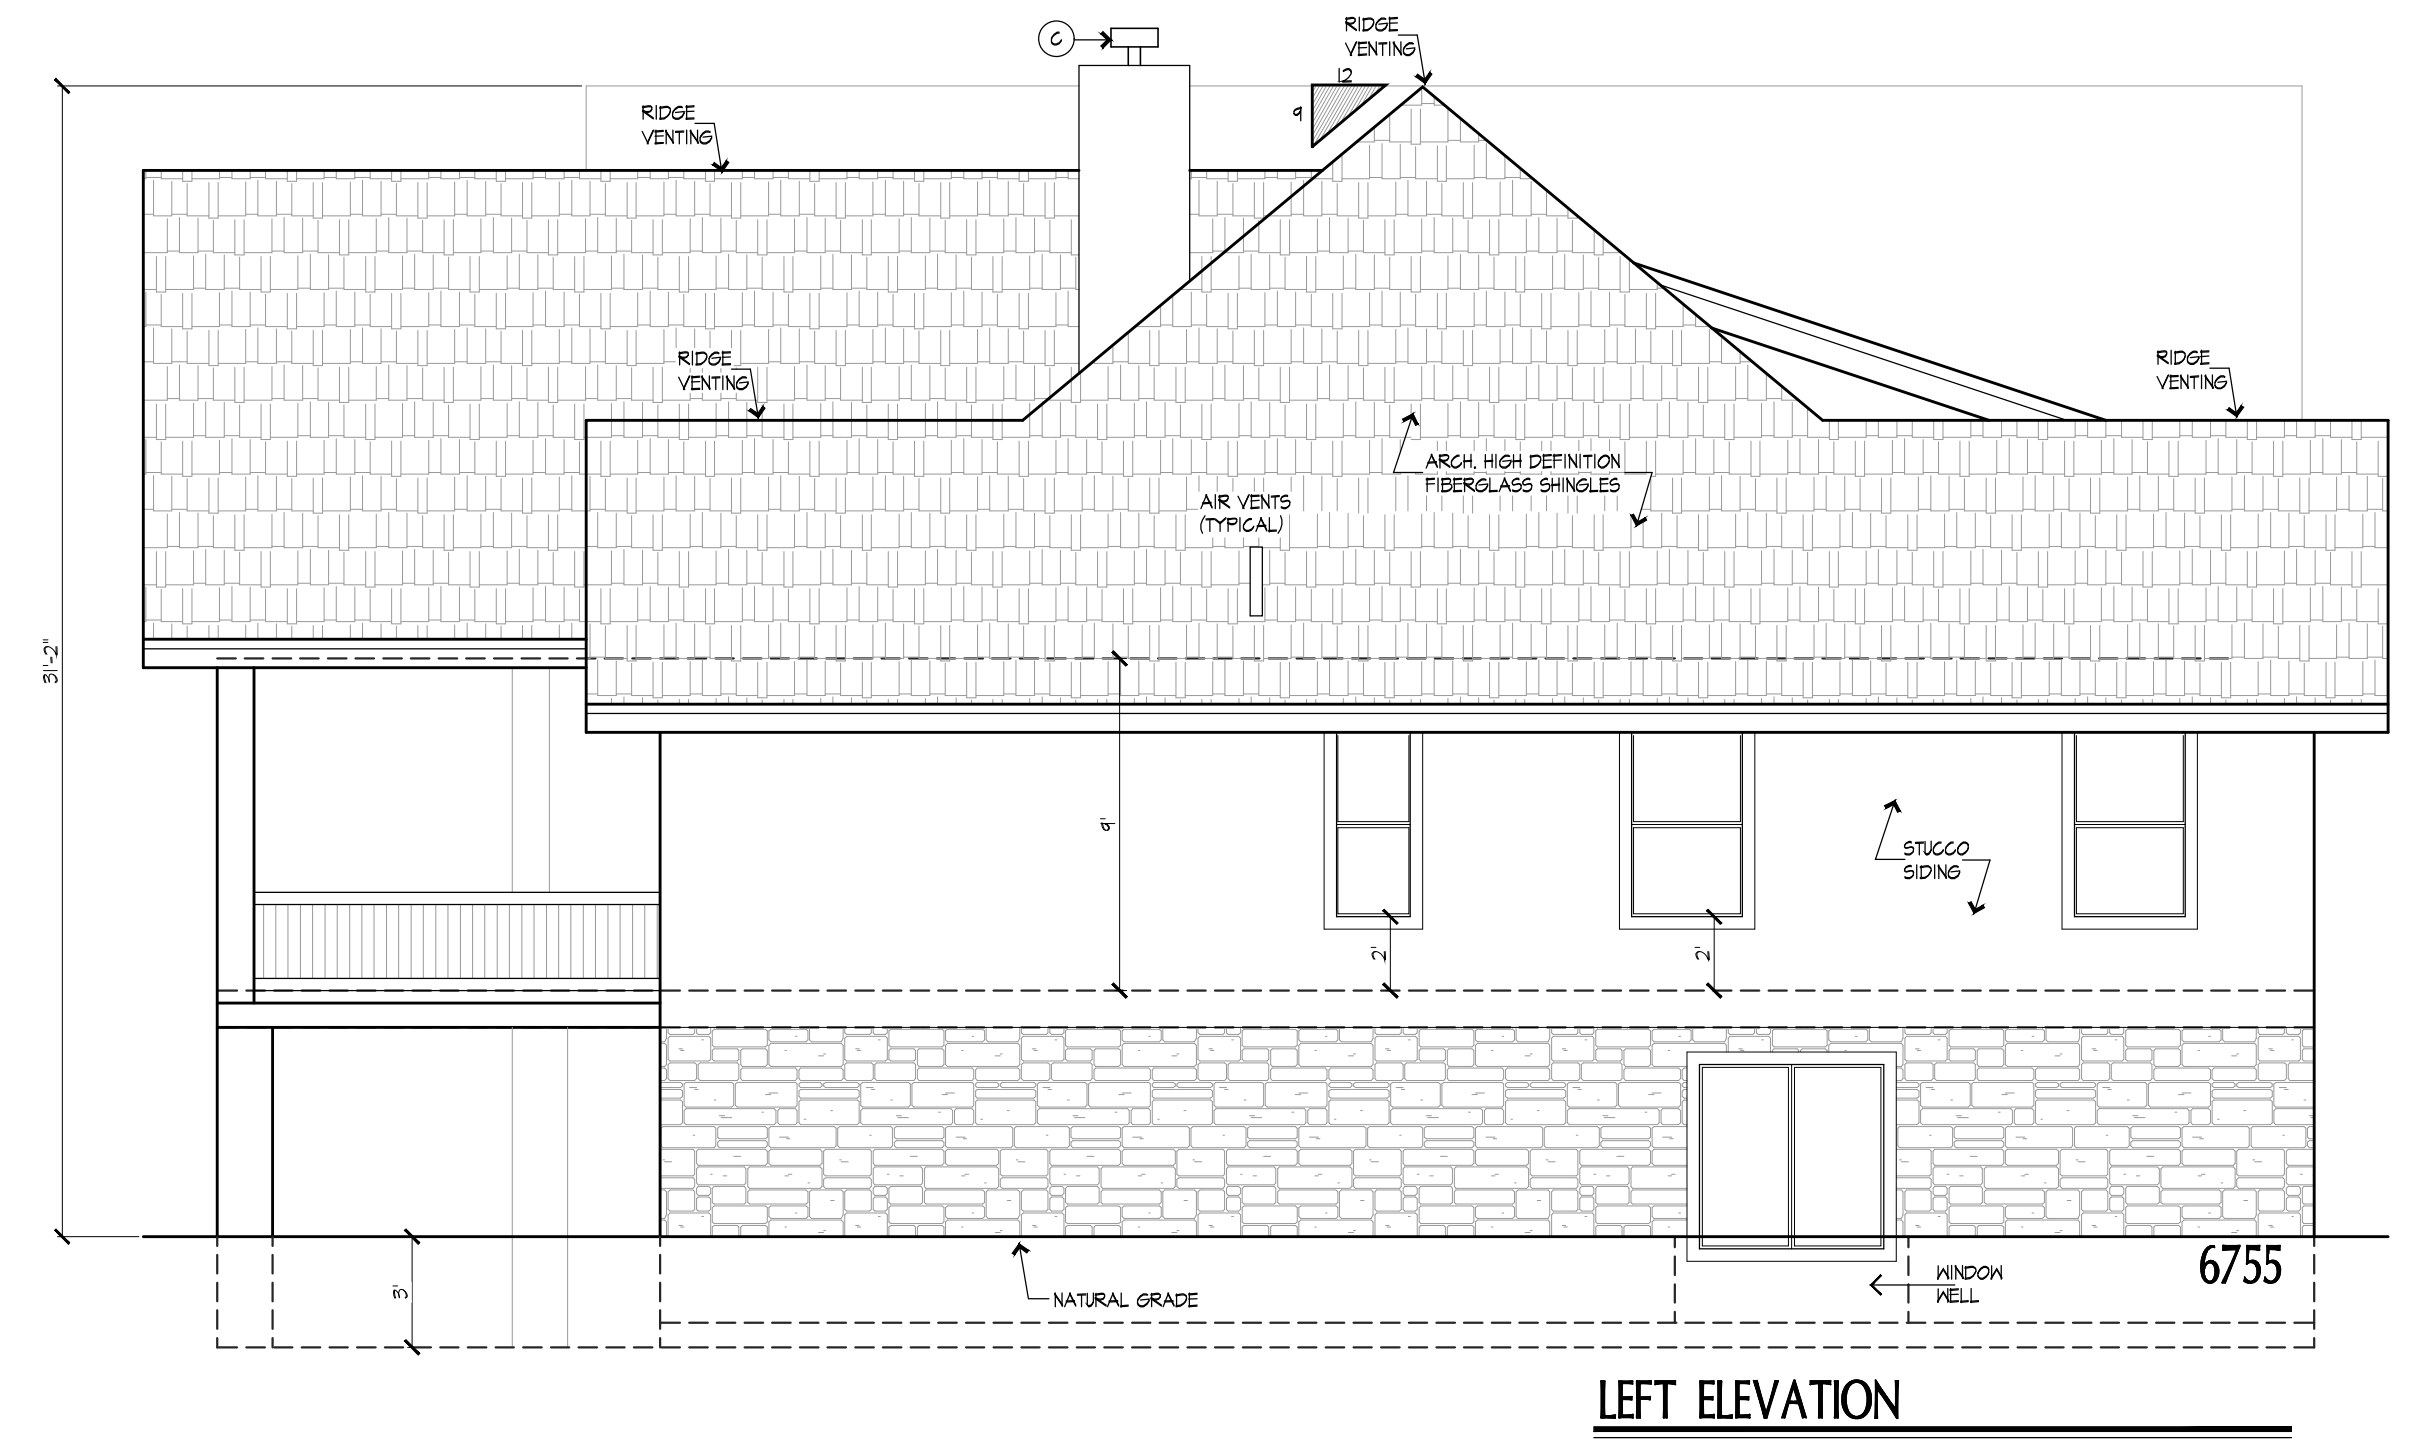 C
RIDGE
VENTING
12
9
RIDGE
VENTING
RIDGE
VENTING
RIDGE
VENTING
ARCH. HIGH DEFINITION
FIBERGLASS SHINGLES
AIR VENTS
(TYPICAL)
31'-2"
9'
STUCCO
SIDING
2'
2'
3'
NATURAL GRADE
WINDOW
WELL
6755
LEFT ELEVATION